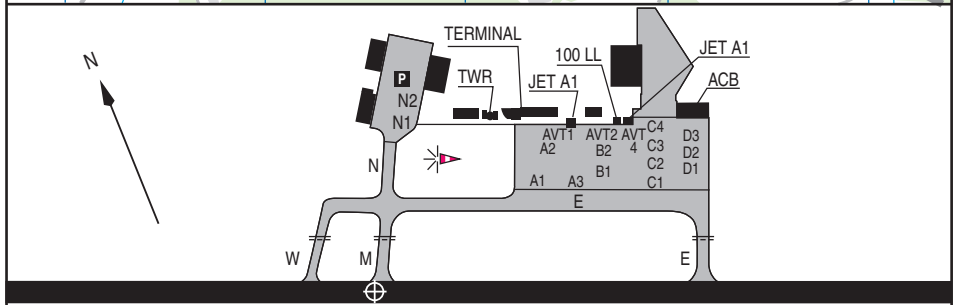 N
TERMINAL
100 LL
JET A1
P
TWR
JET A1
ACB
N2
N1
AVT1 AVT2 AVT 4
A2 B2
C4
C3
C2
C1
D3
D2
D1
B1
A1 A3
N
E
W M E